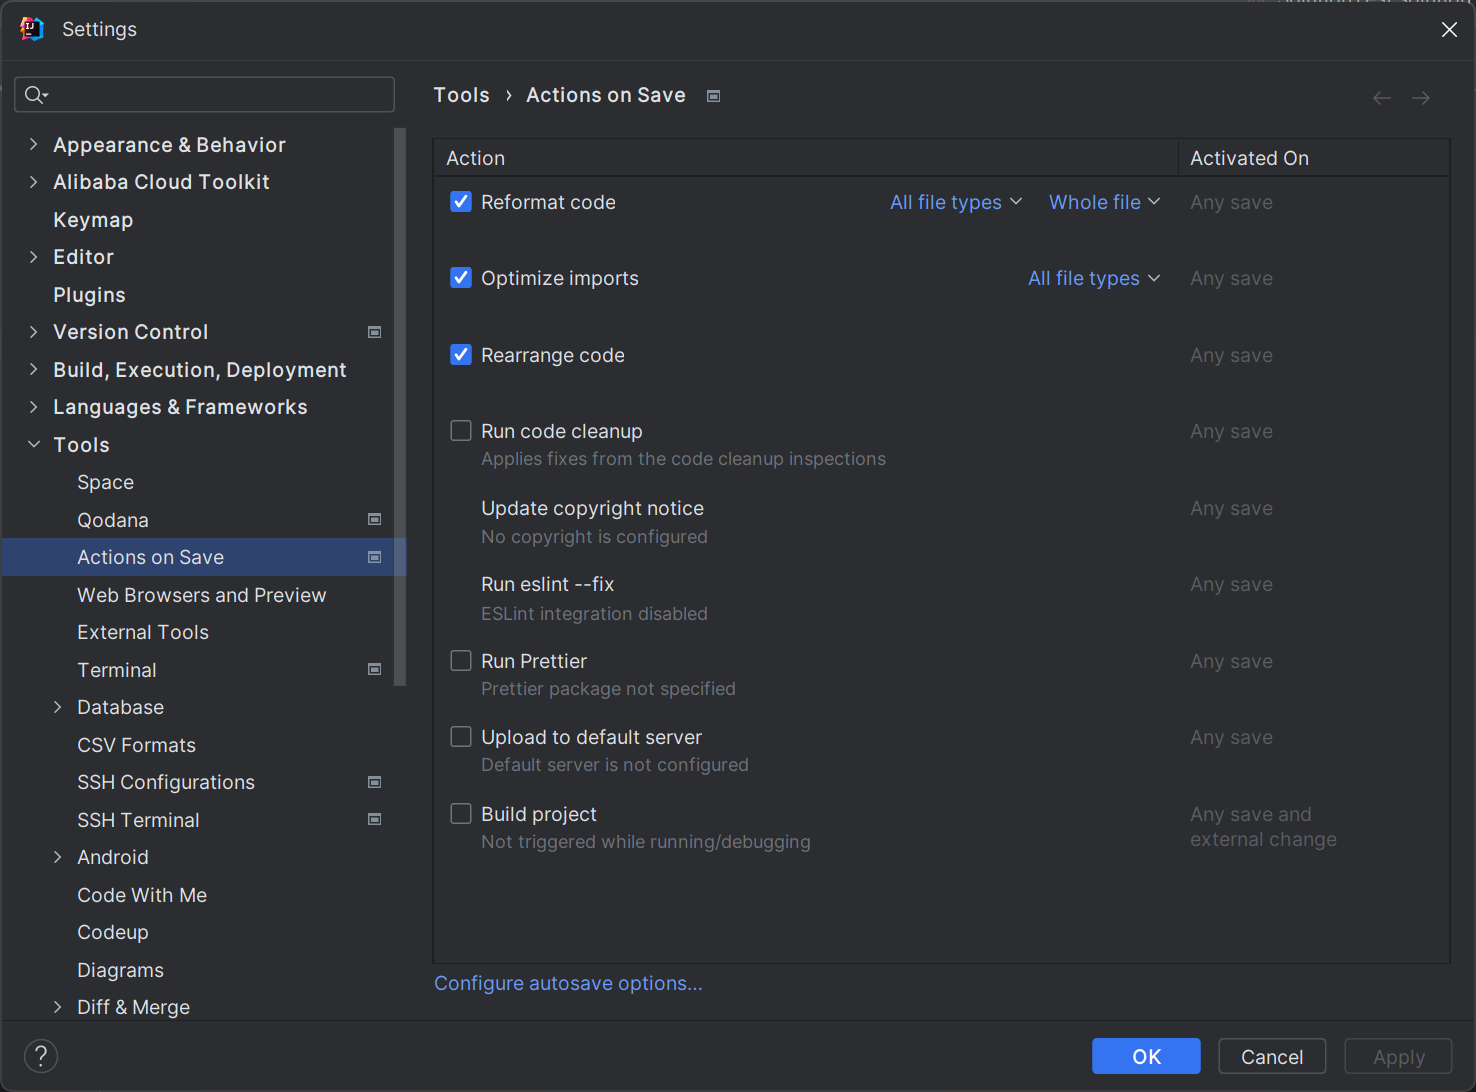 Settings
Tools › Actions on Save
Appearance & Behavior
Alibaba Cloud Toolkit
Keymap
Editor
Plugins
Version Control
Build, Execution, Deployment
Languages & Frameworks
Tools
Space
Qodana
Actions on Save
Web Browsers and Preview
External Tools
Terminal
Database
CSV Formats
SSH Configurations
SSH Terminal
Android
Code With Me
Codeup
Diagrams
Diff & Merge
Action Activated On
Reformat code All file types Whole file Any save
Optimize imports All file types Any save
Rearrange code Any save
Run code cleanup Any save
Applies fixes from the code cleanup inspections
Update copyright notice Any save
No copyright is configured
Run eslint --fix Any save
ESLint integration disabled
Run Prettier Any save
Prettier package not specified
Upload to default server Any save
Default server is not configured
Build project Any save and
external change
Not triggered while running/debugging
Configure autosave options...
? OK Cancel Apply